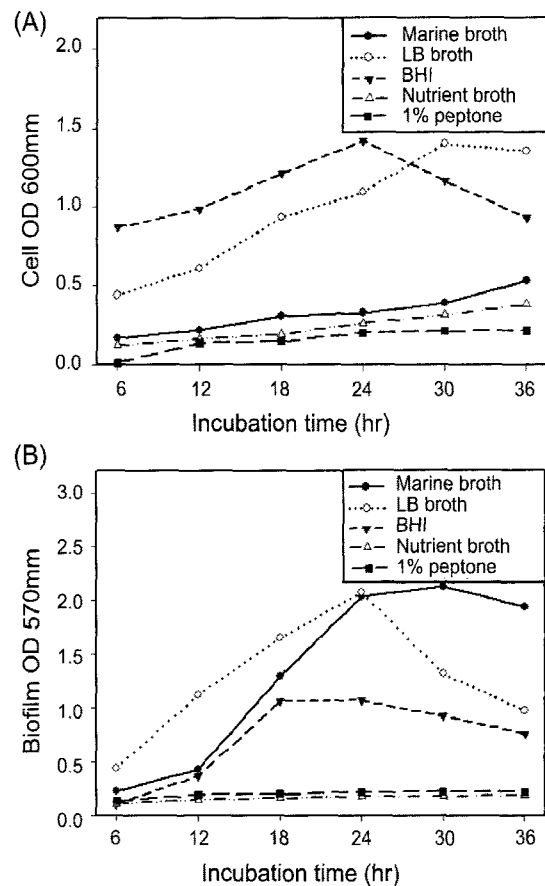 (A)
2.0
1.5
1.0
0.5
0.0
Cell OD 600mm
Marine broth
LB broth
BHI
Nutrient broth
1% peptone
6 12 18 24 30 36
Incubation time (hr)
(B)
3.0
2.5
2.0
1.5
1.0
0.5
0.0
Biofilm OD 570mm
Marine broth
LB broth
BHI
Nutrient broth
1% peptone
6 12 18 24 30 36
Incubation time (hr)